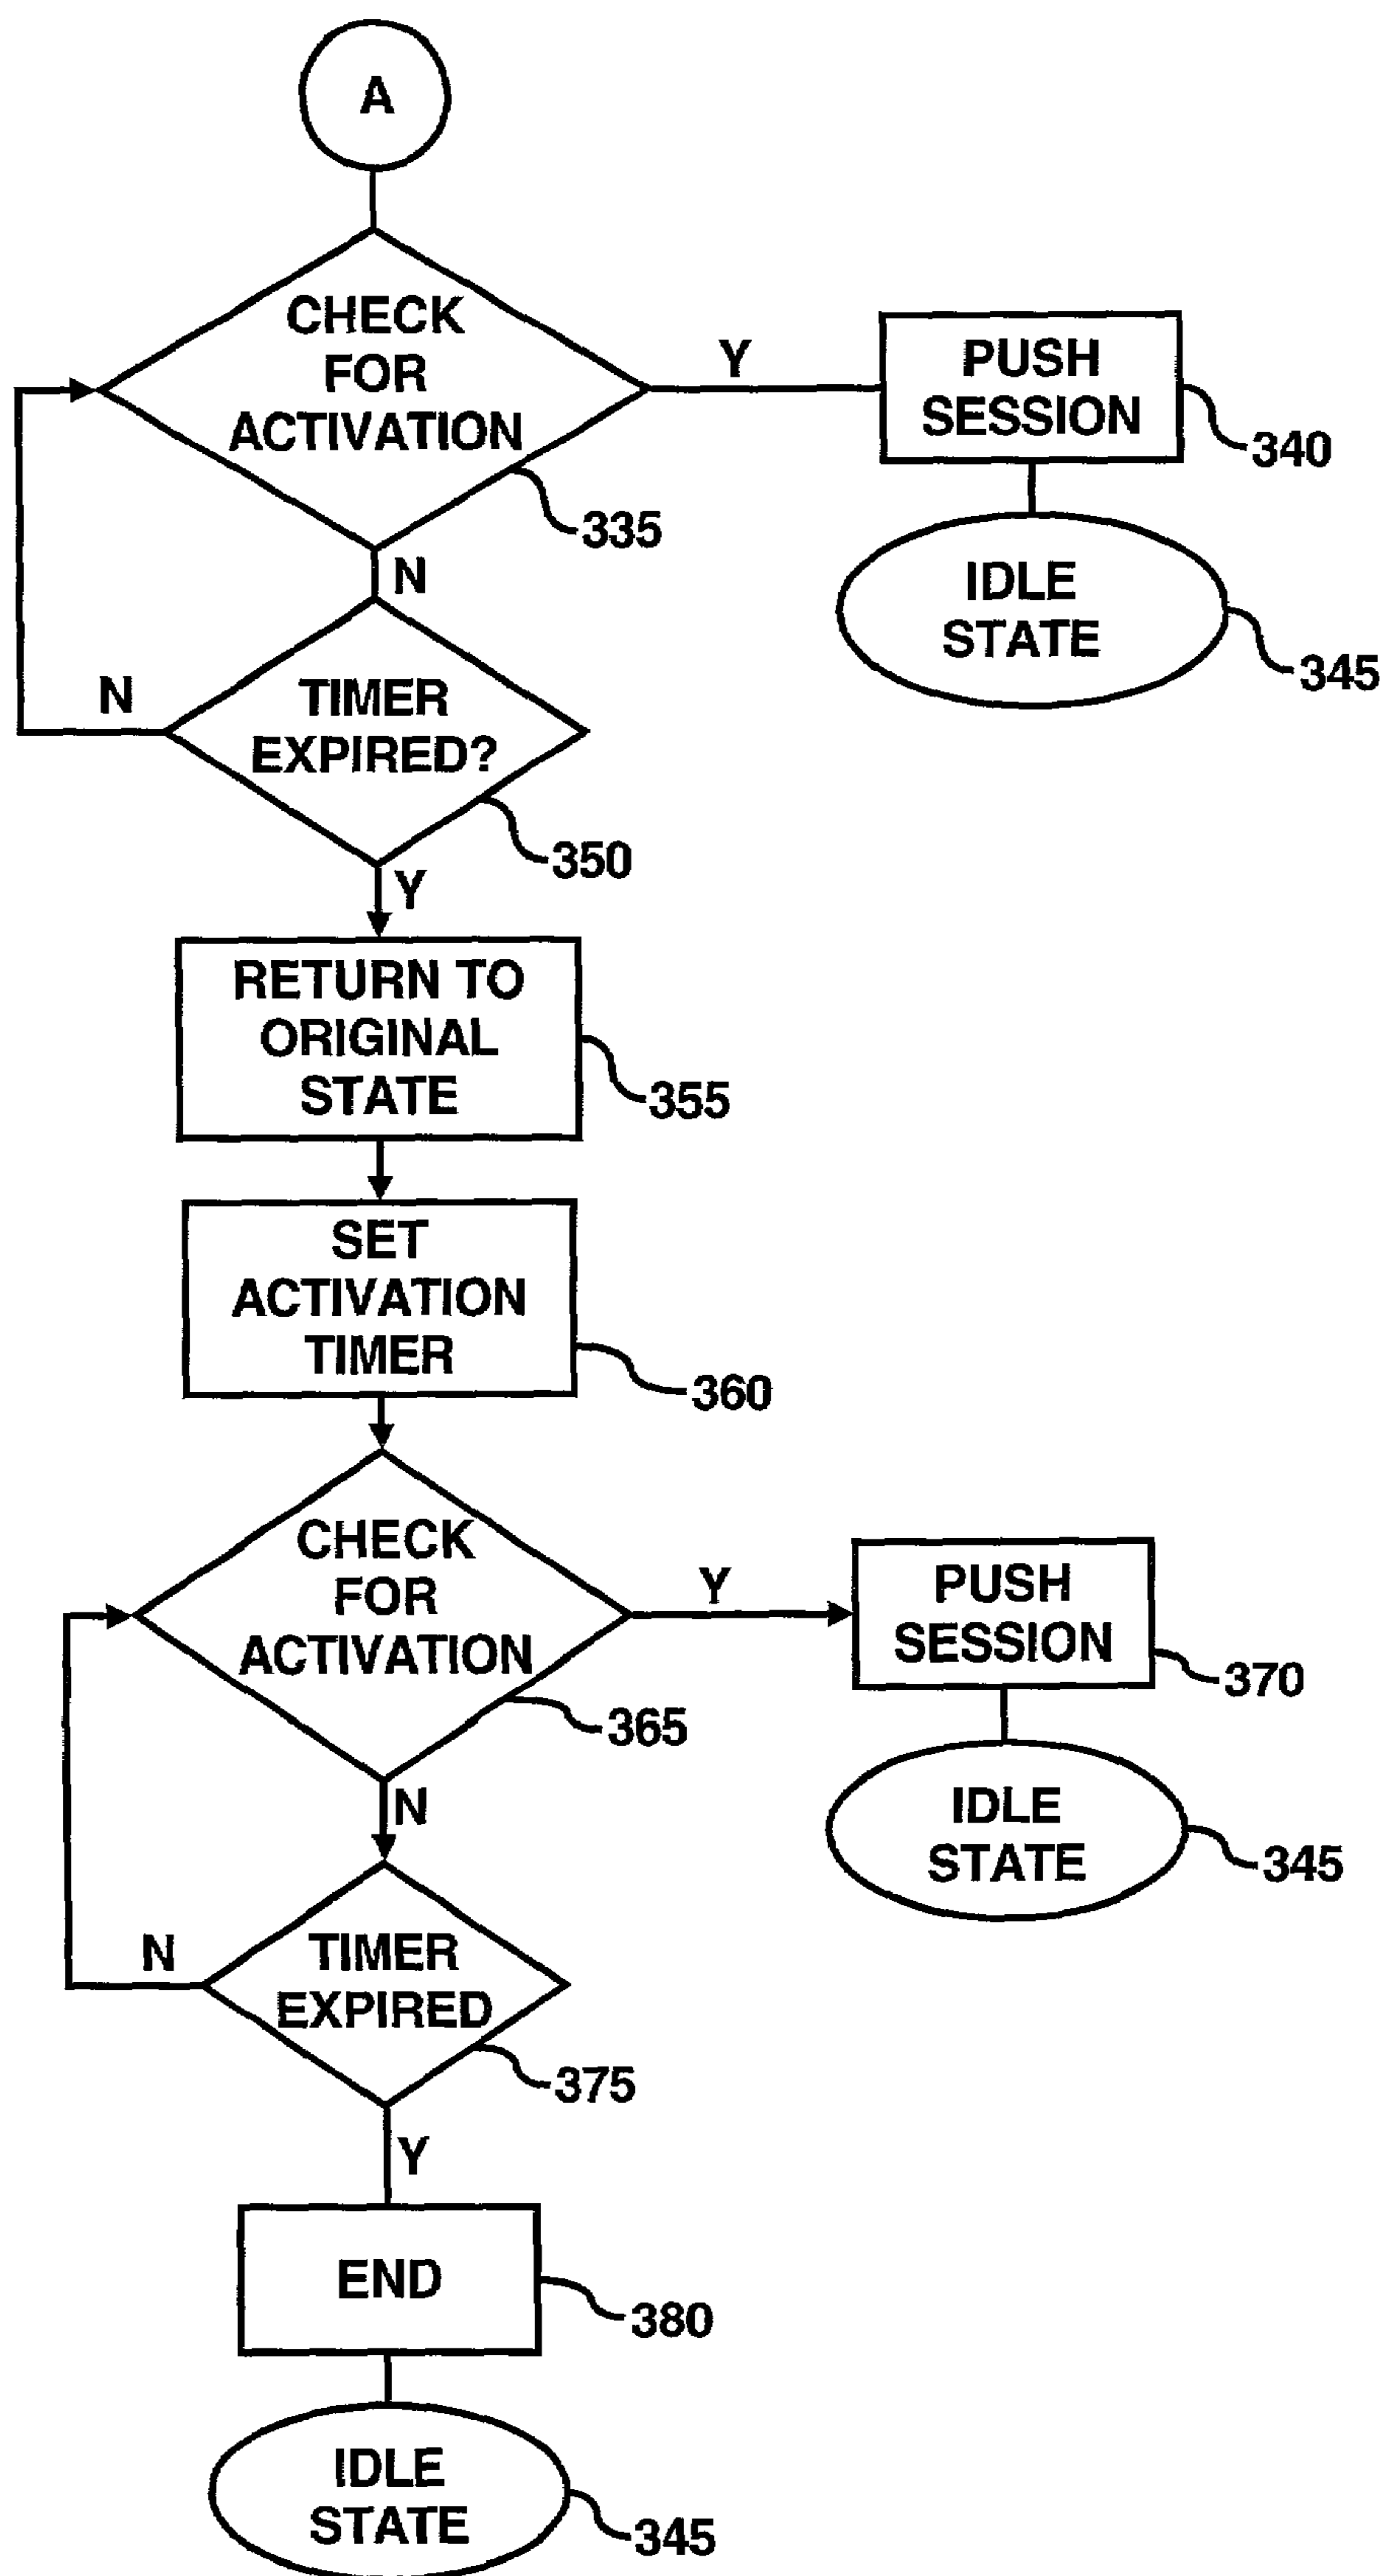 A
CHECK
FOR
ACTIVATION
335
Y
PUSH
SESSION
340
IDLE
STATE
345
N
TIMER
EXPIRED?
350
N
Y
RETURN TO
ORIGINAL
STATE
355
SET
ACTIVATION
TIMER
360
CHECK
FOR
ACTIVATION
365
Y
PUSH
SESSION
370
IDLE
STATE
345
N
TIMER
EXPIRED
375
N
Y
END
380
IDLE
STATE
345